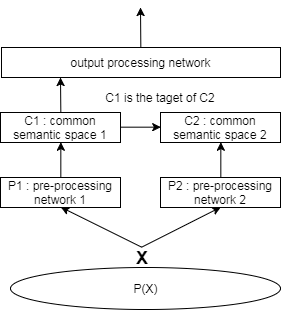 output processing network
C1 is the taget of C2
C1 : common
semantic space 1
C2 : common
semantic space 2
P1 : pre-processing
network 1
P2 : pre-processing
network 2
X
P(X)